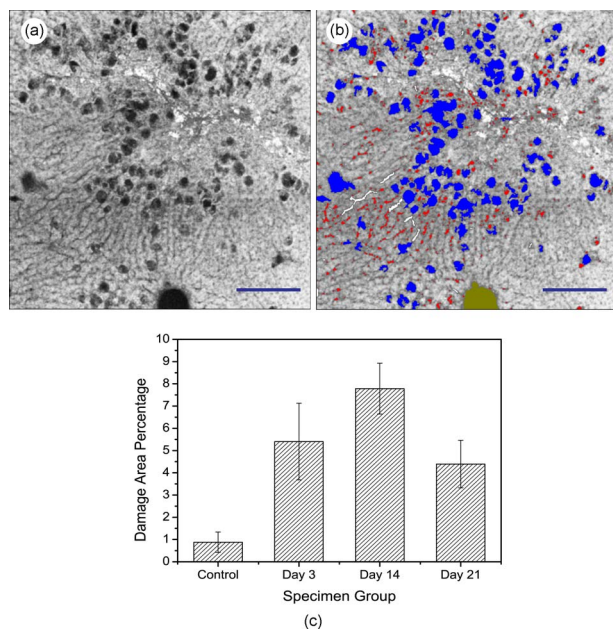 (a)
(b)
Damage Area Percentage
10
9
8
7
6
5
4
3
2
1
0
Control
Day 3
Day 14
Day 21
Specimen Group
(c)